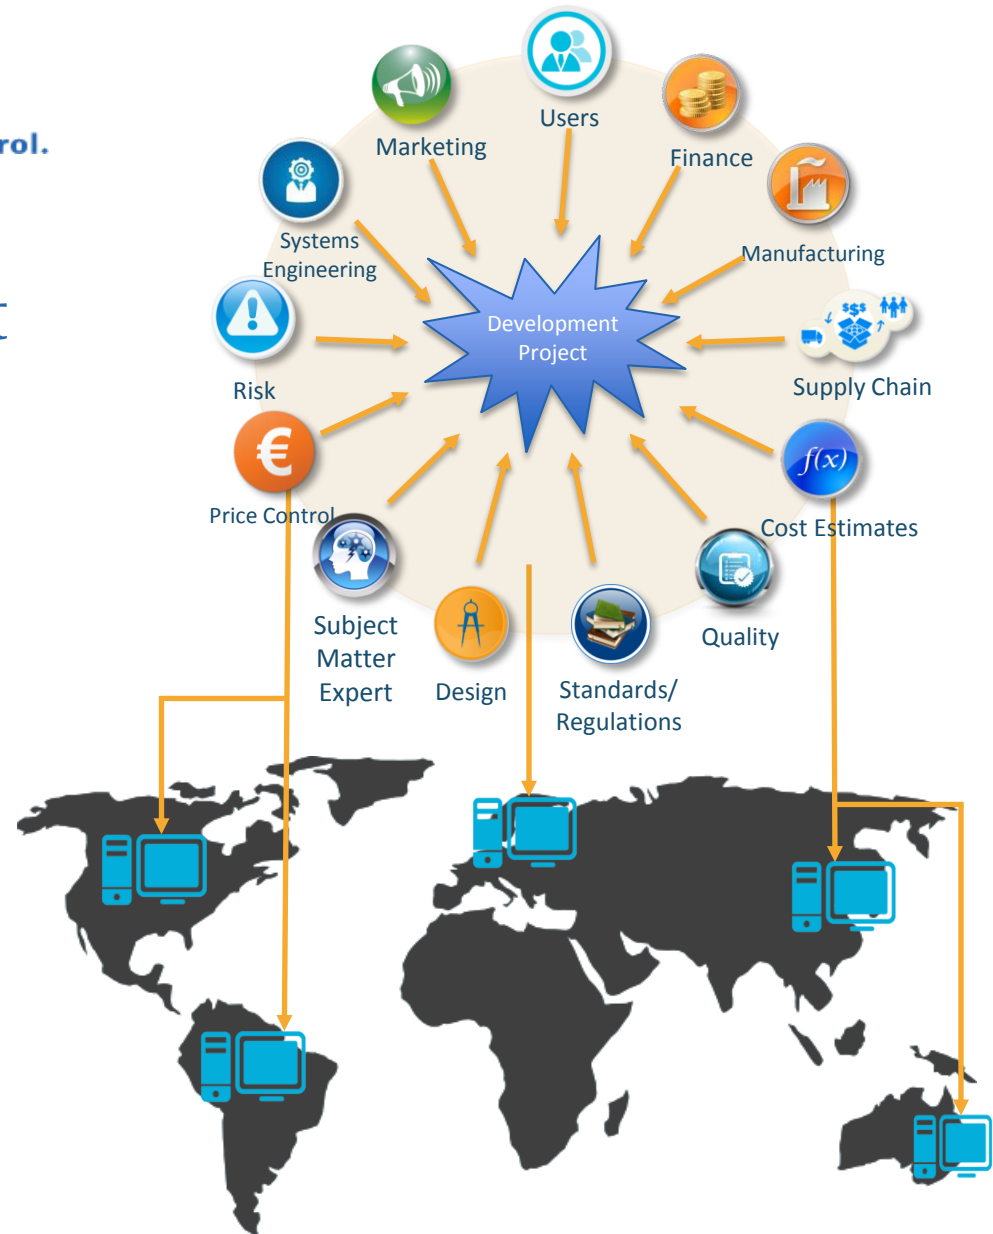 rol.
t
Users
Marketing
Finance
Systems
Engineering
Manufacturing
Development
Project
$$$
Risk
Supply Chain
€
f(x)
Price Control
Cost Estimates
Subject
Matter
Expert
Design
Standards/
Regulations
Quality